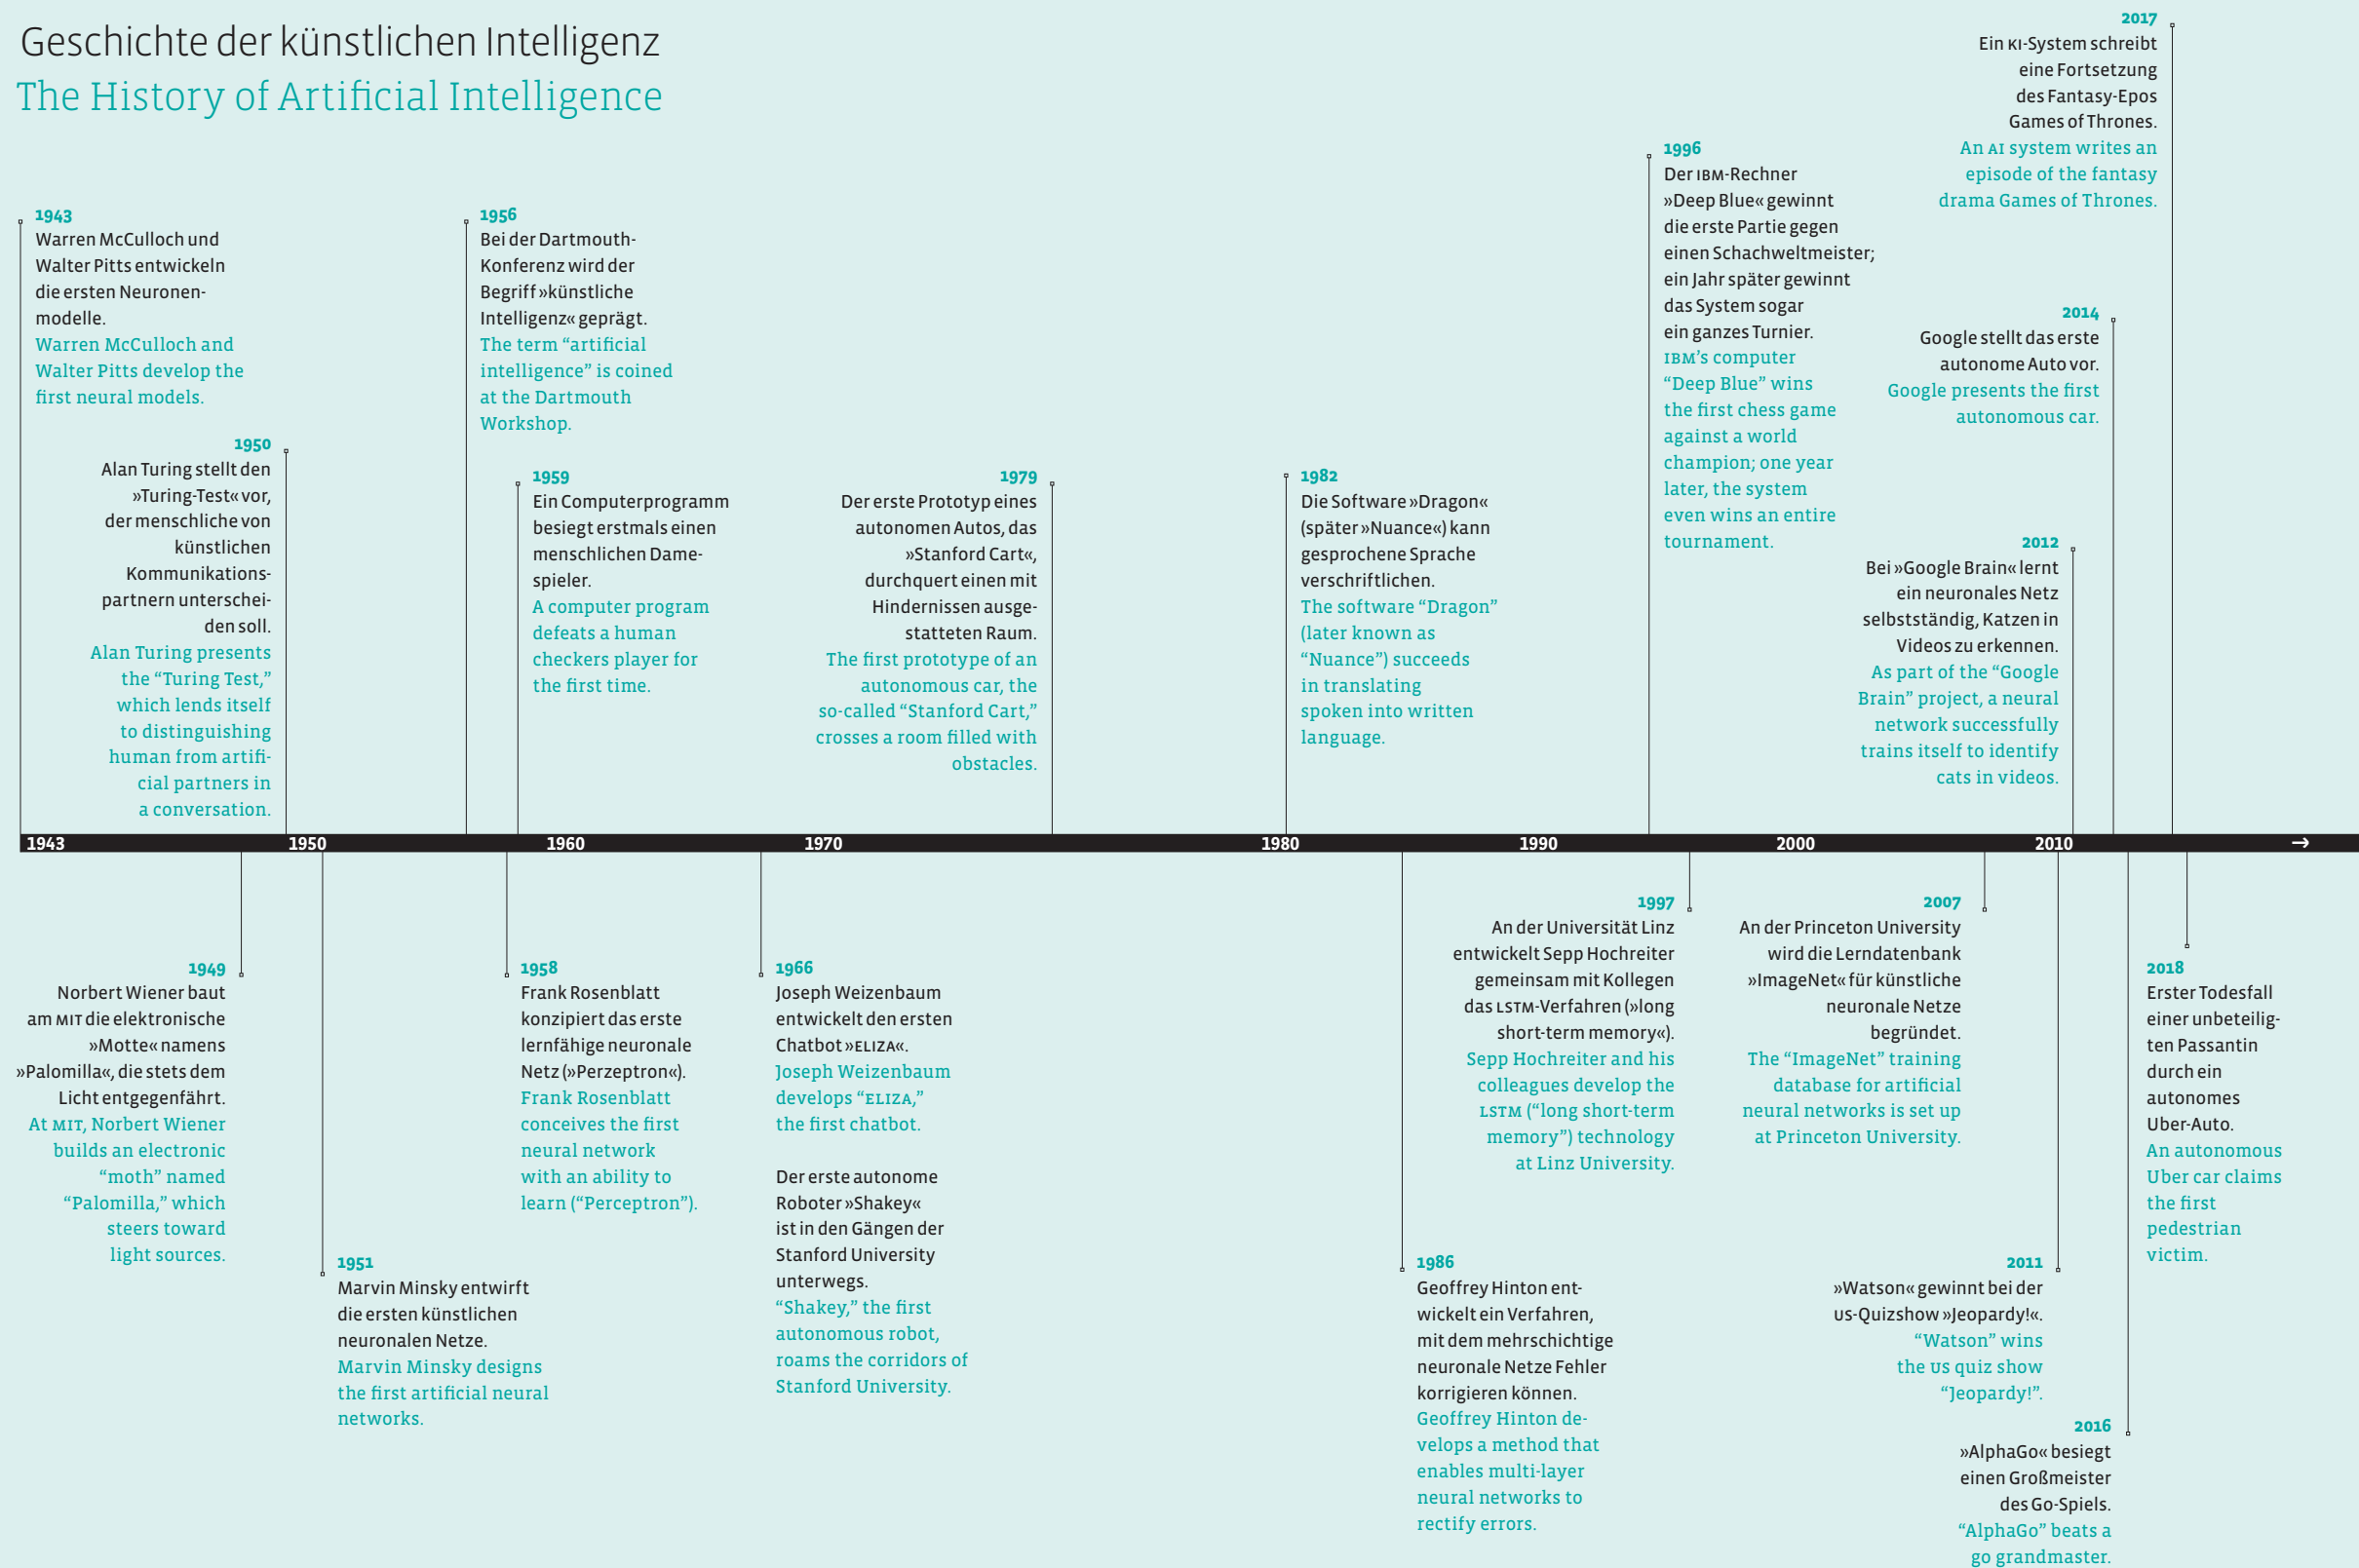 Geschichte der künstlichen Intelligenz
The History of Artificial Intelligence
1943
Warren McCulloch und
Walter Pitts entwickeln
die ersten Neuronen-
modelle.
Warren McCulloch and
Walter Pitts develop the
first neural models.
1950
Alan Turing stellt den
»Turing-Test« vor,
der menschliche von
künstlichen
Kommunikations-
partnern unterschei-
den soll.
Alan Turing presents
the “Turing Test,”
which lends itself
to distinguishing
human from artifi-
cial partners in
a conversation.
1956
Bei der Dartmouth-
Konferenz wird der
Begriff »künstliche
Intelligenz« geprägt.
The term “artificial
intelligence” is coined
at the Dartmouth
Workshop.
1959
Ein Computerprogramm
besiegt erstmals einen
menschlichen Dame-
spieler.
A computer program
defeats a human
checkers player for
the first time.
1979
Der erste Prototyp eines
autonomen Autos, das
»Stanford Cart«,
durchquert einen mit
Hindernissen ausge-
statteten Raum.
The first prototype of an
autonomous car, the
so-called “Stanford Cart,”
crosses a room filled with
obstacles.
1982
Die Software »Dragon«
(später »Nuance«) kann
gesprochene Sprache
verschriftlichen.
The software “Dragon”
(later known as
“Nuance”) succeeds
in translating
spoken into written
language.
1996
Der IBM-Rechner
»Deep Blue« gewinnt
die erste Partie gegen
einen Schachweltmeister;
ein Jahr später gewinnt
das System sogar
ein ganzes Turnier.
IBM’s computer
“Deep Blue” wins
the first chess game
against a world
champion; one year
later, the system
even wins an entire
tournament.
2017
Ein KI-System schreibt
eine Fortsetzung
des Fantasy-Epos
Games of Thrones.
An AI system writes an
episode of the fantasy
drama Games of Thrones.
2014
Google stellt das erste
autonome Auto vor.
Google presents the first
autonomous car.
2012
Bei »Google Brain« lernt
ein neuronales Netz
selbstständig, Katzen in
Videos zu erkennen.
As part of the “Google
Brain” project, a neural
network successfully
trains itself to identify
cats in videos.
1943 1950 1960 1970 1980 1990 2000 2010 →
1949
Norbert Wiener baut
am MIT die elektronische
»Motte« namens
»Palomilla«, die stets dem
Licht entgegenfährt.
At MIT, Norbert Wiener
builds an electronic
“moth” named
“Palomilla,” which
steers toward
light sources.
1951
Marvin Minsky entwirft
die ersten künstlichen
neuronalen Netze.
Marvin Minsky designs
the first artificial neural
networks.
1958
Frank Rosenblatt
konzipiert das erste
lernfähige neuronale
Netz (»Perzeptron«).
Frank Rosenblatt
conceives the first
neural network
with an ability to
learn (“Perceptron”).
1966
Joseph Weizenbaum
entwickelt den ersten
Chatbot »ELIZA«.
Joseph Weizenbaum
develops “ELIZA,”
the first chatbot.
Der erste autonome
Roboter »Shakey«
ist in den Gängen der
Stanford University
unterwegs.
“Shakey,” the first
autonomous robot,
roams the corridors of
Stanford University.
1986
Geoffrey Hinton ent-
wickelt ein Verfahren,
mit dem mehrschichtige
neuronale Netze Fehler
korrigieren können.
Geoffrey Hinton de-
velops a method that
enables multi-layer
neural networks to
rectify errors.
1997
An der Universität Linz
entwickelt Sepp Hochreiter
gemeinsam mit Kollegen
das LSTM-Verfahren (»long
short-term memory«).
Sepp Hochreiter and his
colleagues develop the
LSTM (“long short-term
memory”) technology
at Linz University.
2007
An der Princeton University
wird die Lerndatenbank
»ImageNet« für künstliche
neuronale Netze
begründet.
The “ImageNet” training
database for artificial
neural networks is set up
at Princeton University.
2011
»Watson« gewinnt bei der
US-Quizshow »Jeopardy!«.
“Watson” wins
the US quiz show
“Jeopardy!”.
2016
»AlphaGo« besiegt
einen Großmeister
des Go-Spiels.
“AlphaGo” beats a
go grandmaster.
2018
Erster Todesfall
einer unbeteilig-
ten Passantin
durch ein
autonomes
Uber-Auto.
An autonomous
Uber car claims
the first
pedestrian
victim.